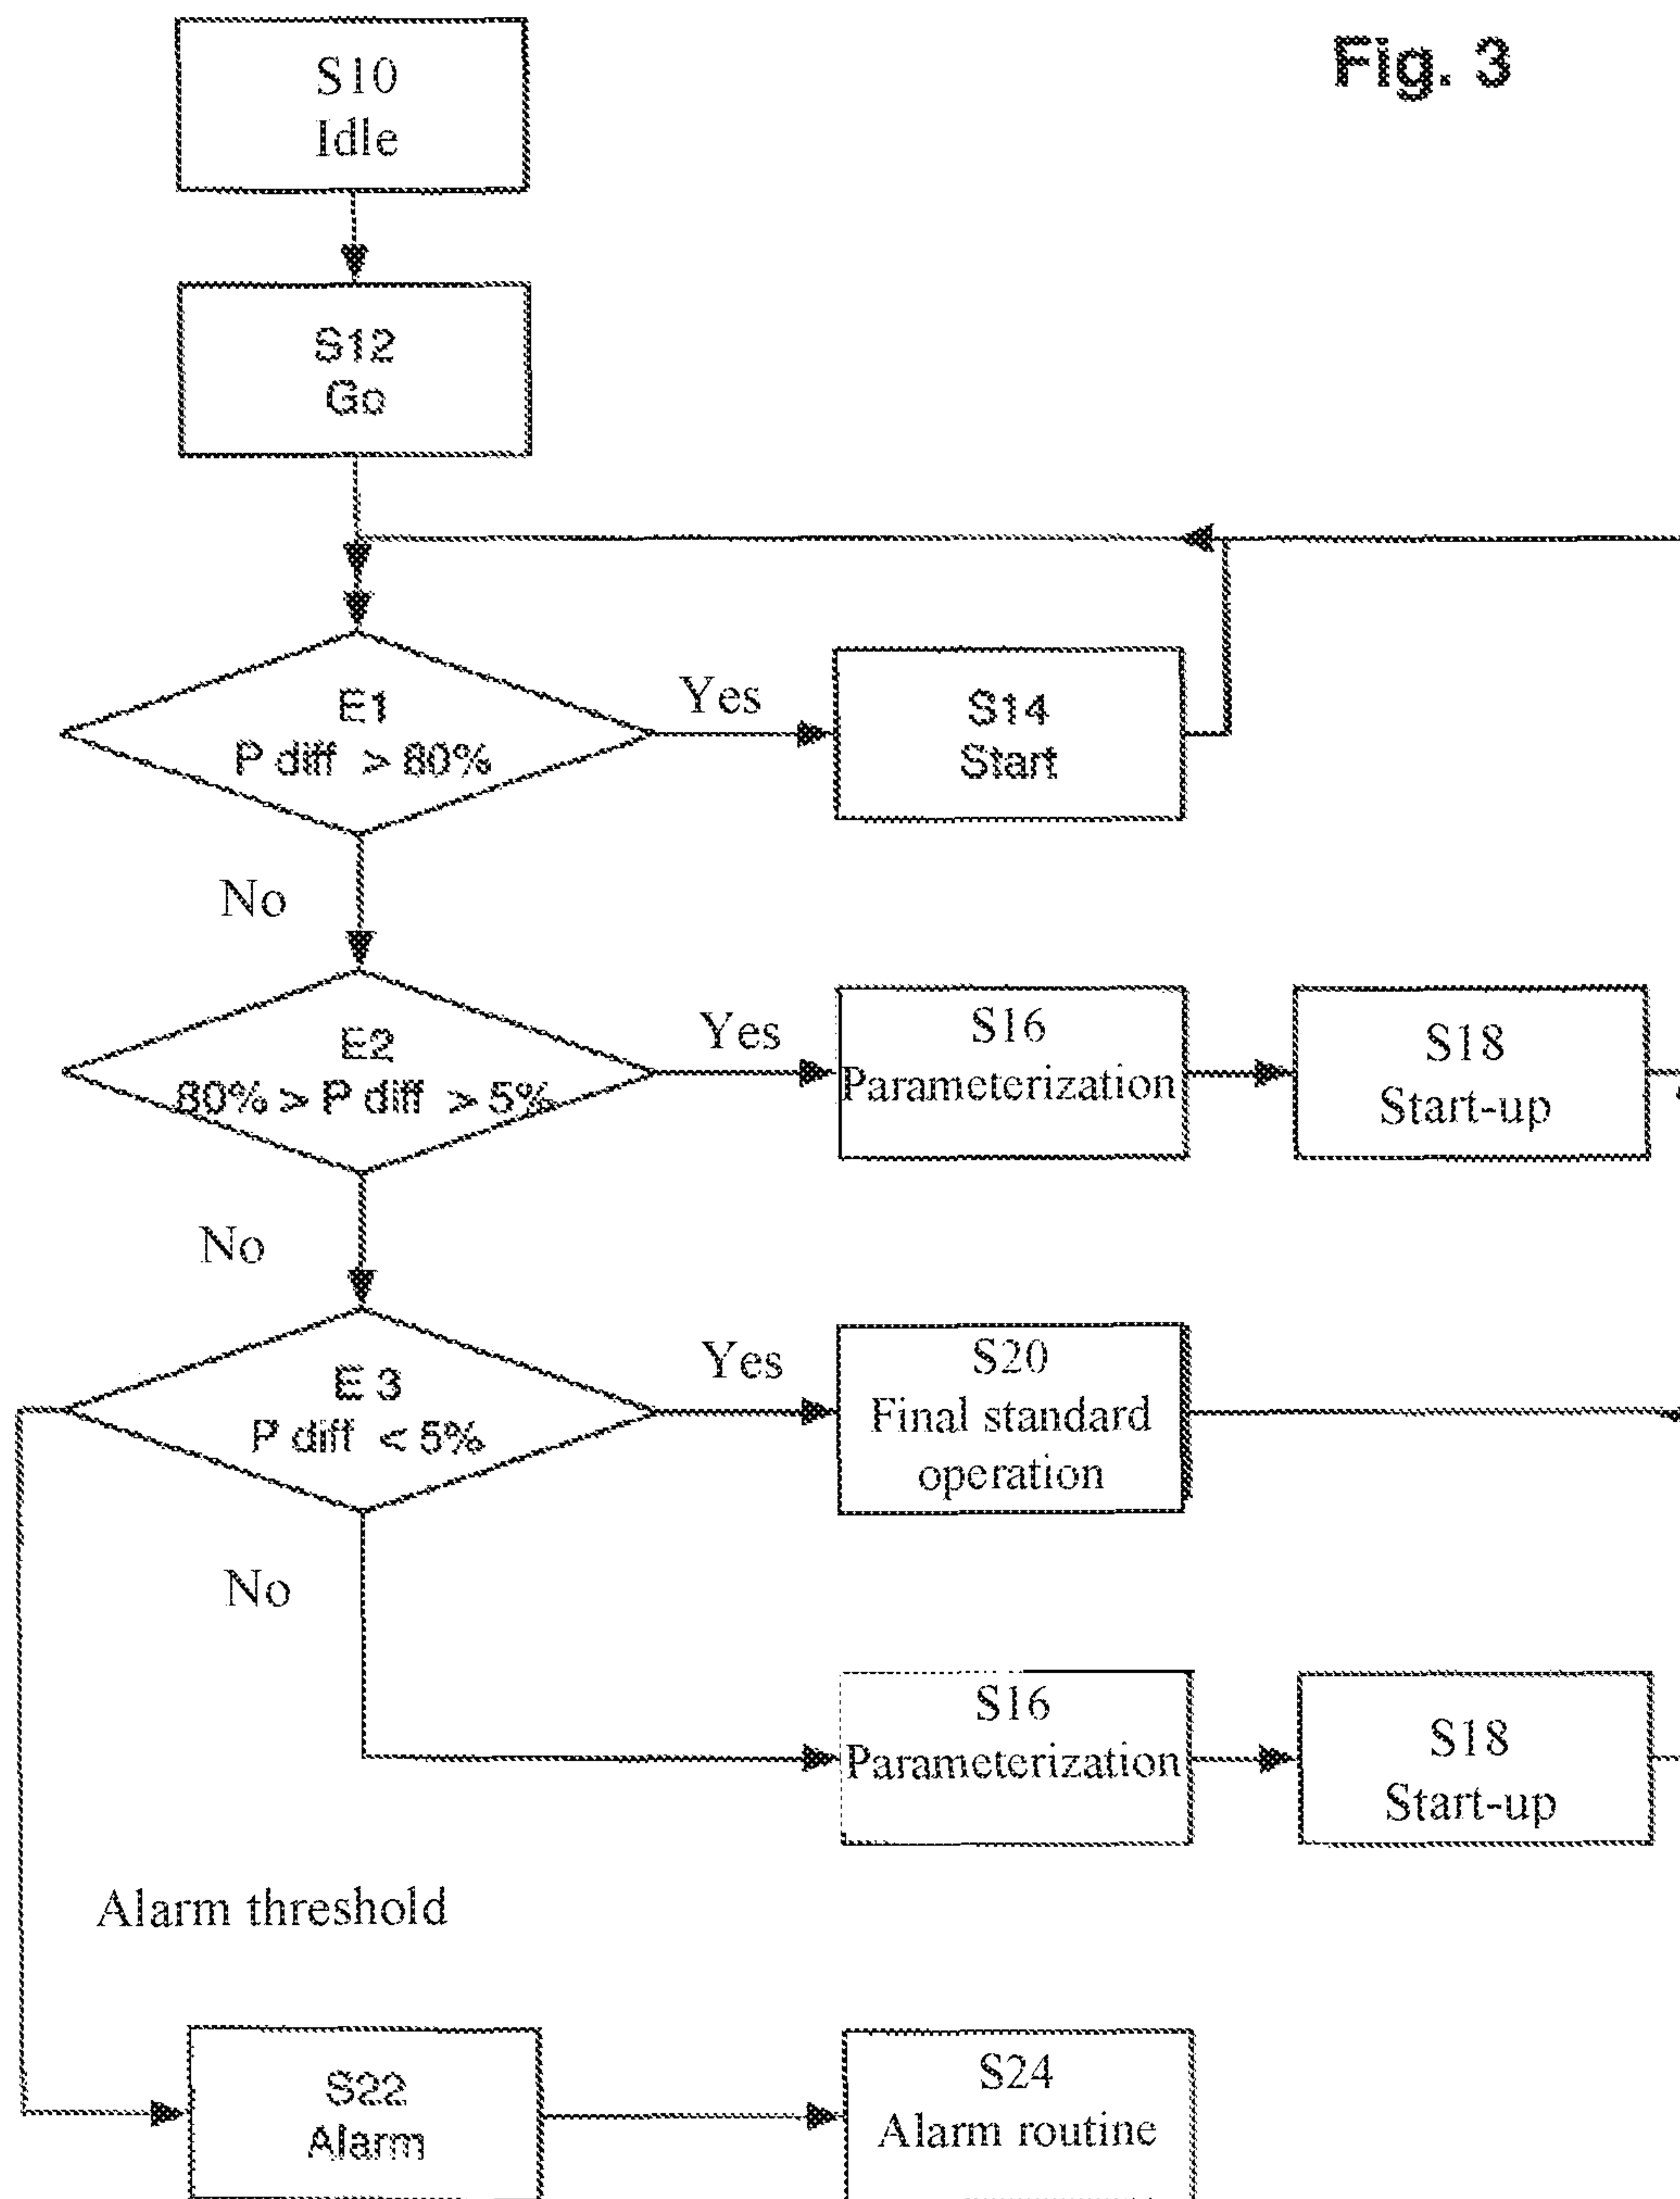 Fig. 3
S10
Idle
S12
Go
E1
P diff > 80%
Yes
S14
Start
No
E2
80% > P diff > 5%
Yes
S16
Parameterization
S18
Start-up
No
E 3
P diff < 5%
Yes
S20
Final standard
operation
No
S16
Parameterization
S18
Start-up
Alarm threshold
S22
Alarm
S24
Alarm routine